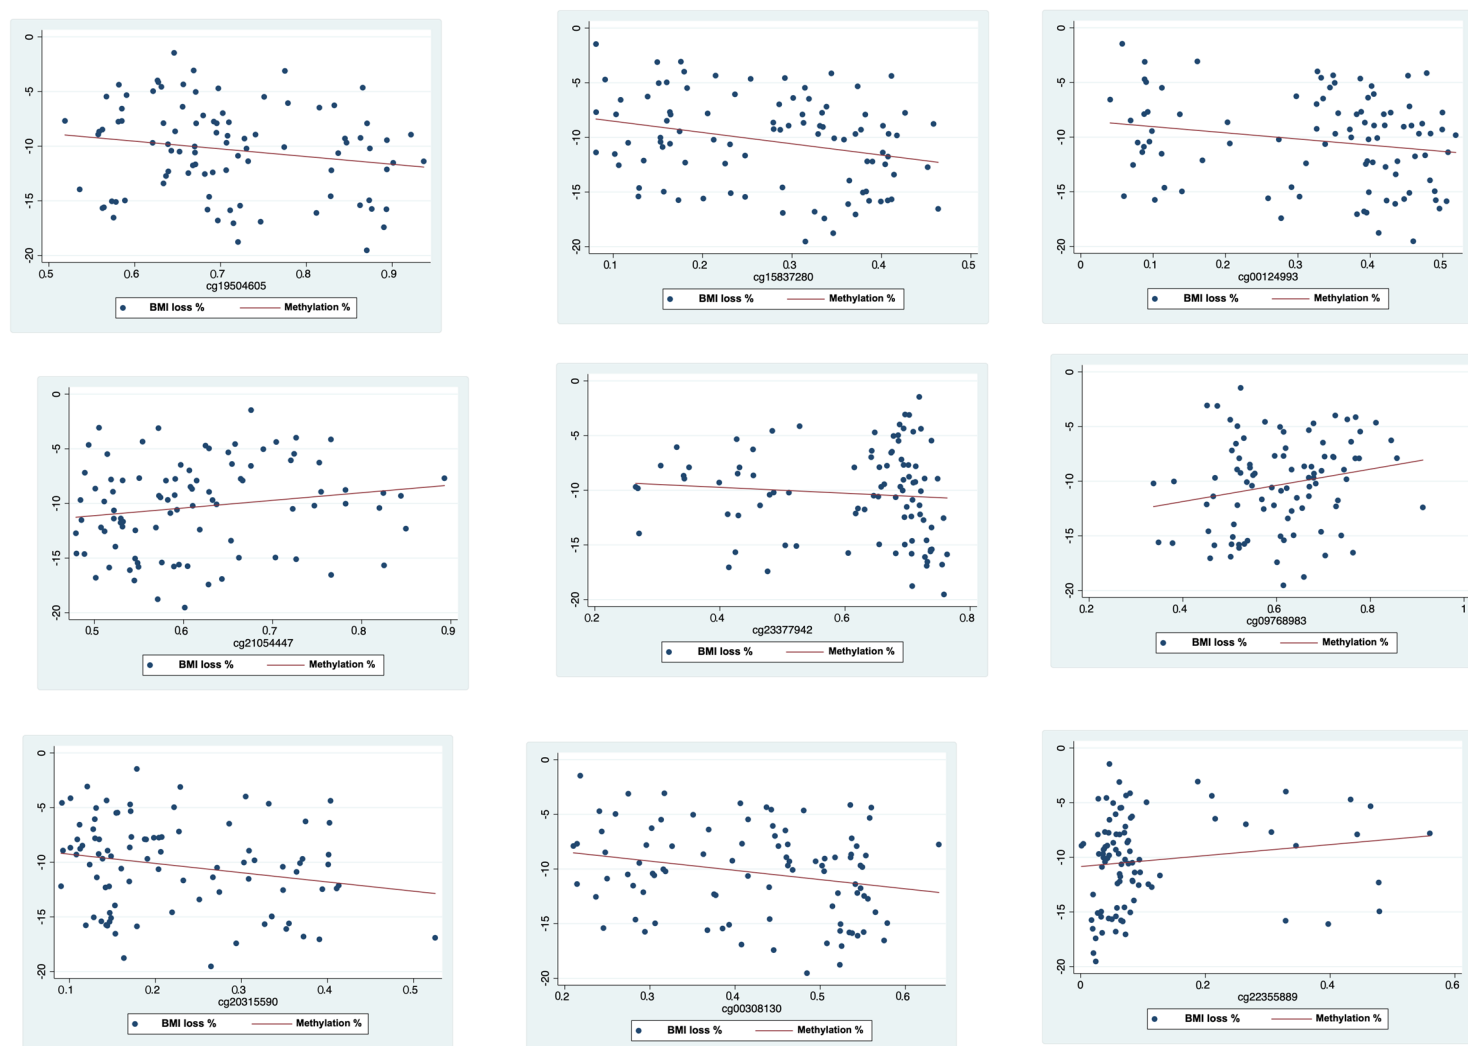 0
-5
-10
-15
-20
0.5 0.6 0.7 0.8 0.9
cg19504605
BMI loss % Methylation %
0
-5
-10
-15
-20
0.1 0.2 0.3 0.4 0.5
cg15837280
BMI loss % Methylation %
0
-5
-10
-15
-20
0 0.1 0.2 0.3 0.4 0.5
cg00124993
BMI loss % Methylation %
0
-5
-10
-15
-20
0.5 0.6 0.7 0.8 0.9
cg21054447
BMI loss % Methylation %
0
-5
-10
-15
-20
0.2 0.4 0.6 0.8
cg23377942
BMI loss % Methylation %
0
-5
-10
-15
-20
0.2 0.4 0.6 0.8 1
cg09768983
BMI loss % Methylation %
0
-5
-10
-15
-20
0.1 0.2 0.3 0.4 0.5
cg20315590
BMI loss % Methylation %
0
-5
-10
-15
-20
0.2 0.3 0.4 0.5 0.6
cg00308130
BMI loss % Methylation %
0
-5
-10
-15
-20
0 0.2 0.4 0.6
cg22355889
BMI loss % Methylation %